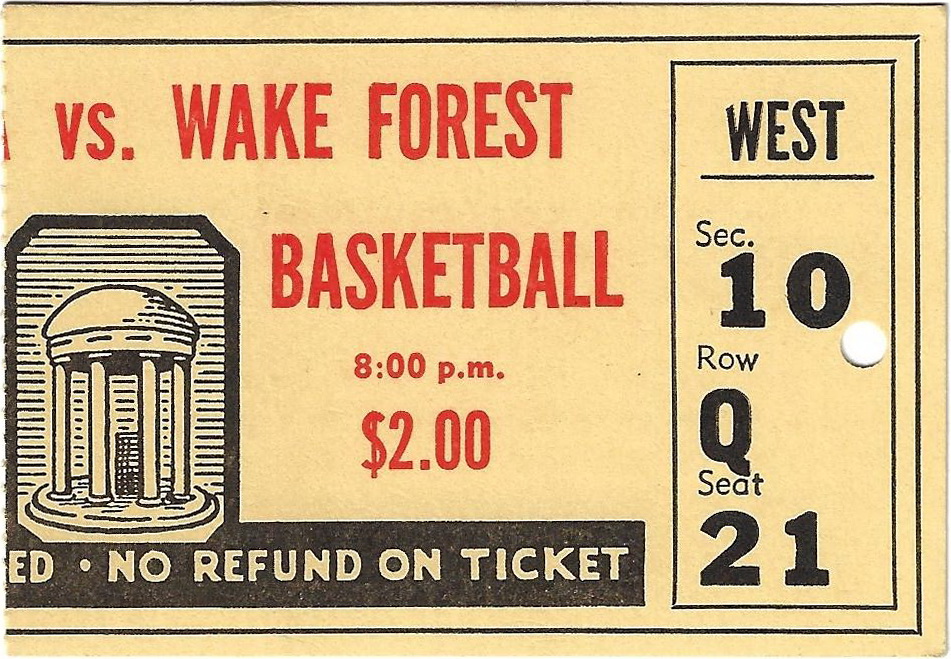 VS. WAKE FOREST
BASKETBALL
8:00 p.m.
$2.00
ED • NO REFUND ON TICKET
WEST
Sec.
10
Row
Q
Seat
21